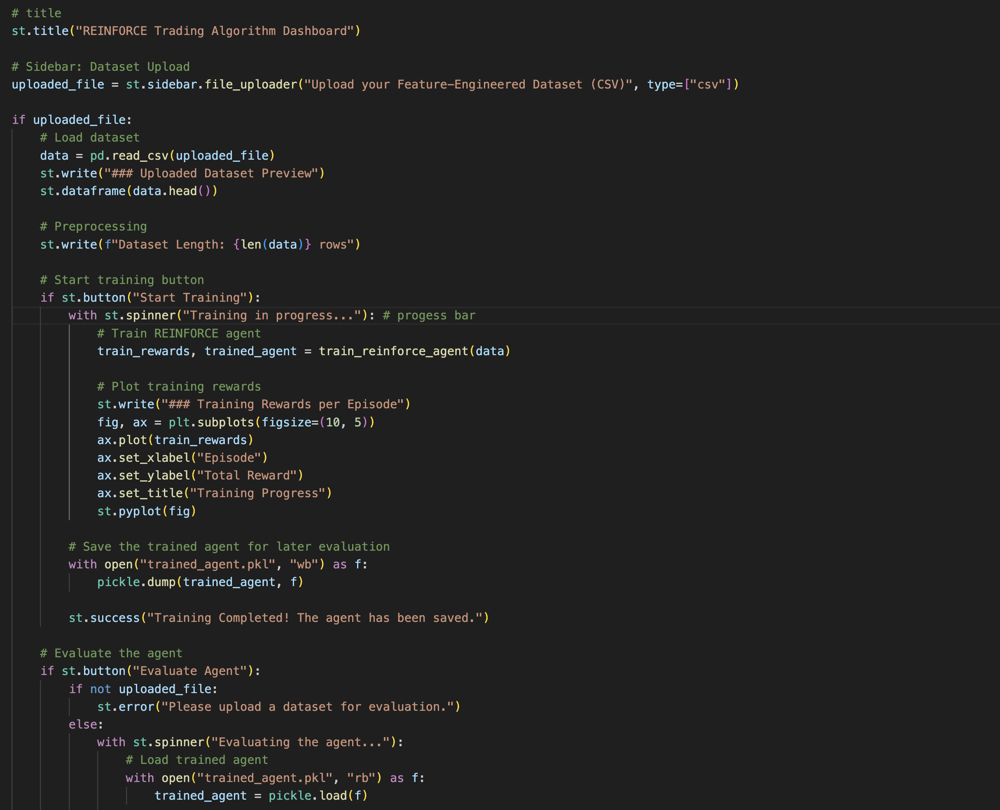 # title
st.title("REINFORCE Trading Algorithm Dashboard")
# Sidebar: Dataset Upload
uploaded_file = st.sidebar.file_uploader("Upload your Feature-Engineered Dataset (CSV)", type=["csv"])
if uploaded_file:
    # Load dataset
    data = pd.read_csv(uploaded_file)
    st.write("### Uploaded Dataset Preview")
    st.dataframe(data.head())
    # Preprocessing
    st.write(f"Dataset Length: {len(data)} rows")
    # Start training button
    if st.button("Start Training"):
        with st.spinner("Training in progress..."): # progess bar
            # Train REINFORCE agent
            train_rewards, trained_agent = train_reinforce_agent(data)
            # Plot training rewards
            st.write("### Training Rewards per Episode")
            fig, ax = plt.subplots(figsize=(10, 5))
            ax.plot(train_rewards)
            ax.set_xlabel("Episode")
            ax.set_ylabel("Total Reward")
            ax.set_title("Training Progress")
            st.pyplot(fig)
        # Save the trained agent for later evaluation
        with open("trained_agent.pkl", "wb") as f:
            pickle.dump(trained_agent, f)
        st.success("Training Completed! The agent has been saved.")
    # Evaluate the agent
    if st.button("Evaluate Agent"):
        if not uploaded_file:
            st.error("Please upload a dataset for evaluation.")
        else:
            with st.spinner("Evaluating the agent..."):
                # Load trained agent
                with open("trained_agent.pkl", "rb") as f:
                    trained_agent = pickle.load(f)